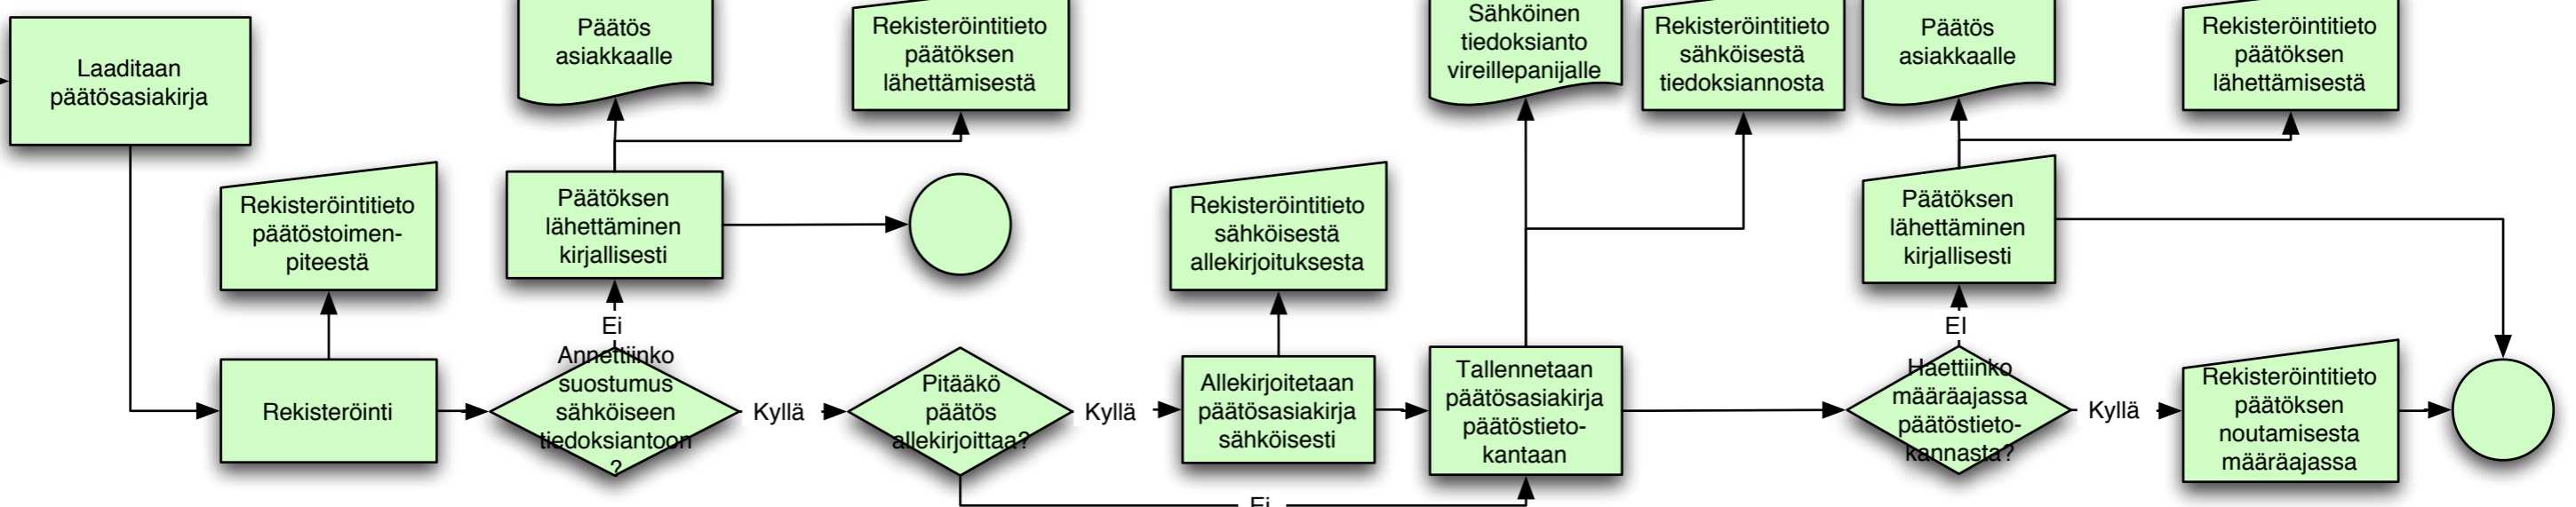 Laaditaan
päätösasiakirja
Päätös
asiakkaalle
Rekisteröintitieto
päätöksen
lähettämisestä
Sähköinen
tiedoksianto
vireillepanijalle
Rekisteröintitieto
sähköisestä
tiedoksiannosta
Päätös
asiakkaalle
Rekisteröintitieto
päätöksen
lähettämisestä
Rekisteröintitieto
päätöstoimen-
piteestä
Päätöksen
lähettäminen
kirjallisesti
Rekisteröintitieto
sähköisestä
allekirjoituksesta
Päätöksen
lähettäminen
kirjallisesti
Ei
EI
Rekisteröinti
Annettiinko
suostumus
sähköiseen
tiedoksiantoon
?
Kyllä
Pitääkö
päätös
allekirjoittaa?
Kyllä
Allekirjoitetaan
päätösasiakirja
sähköisesti
Tallennetaan
päätösasiakirja
päätöstieto-
kantaan
Haettiinko
määräajassa
päätöstieto-
kannasta?
Kyllä
Rekisteröintitieto
päätöksen
noutamisesta
määräajassa
Ei